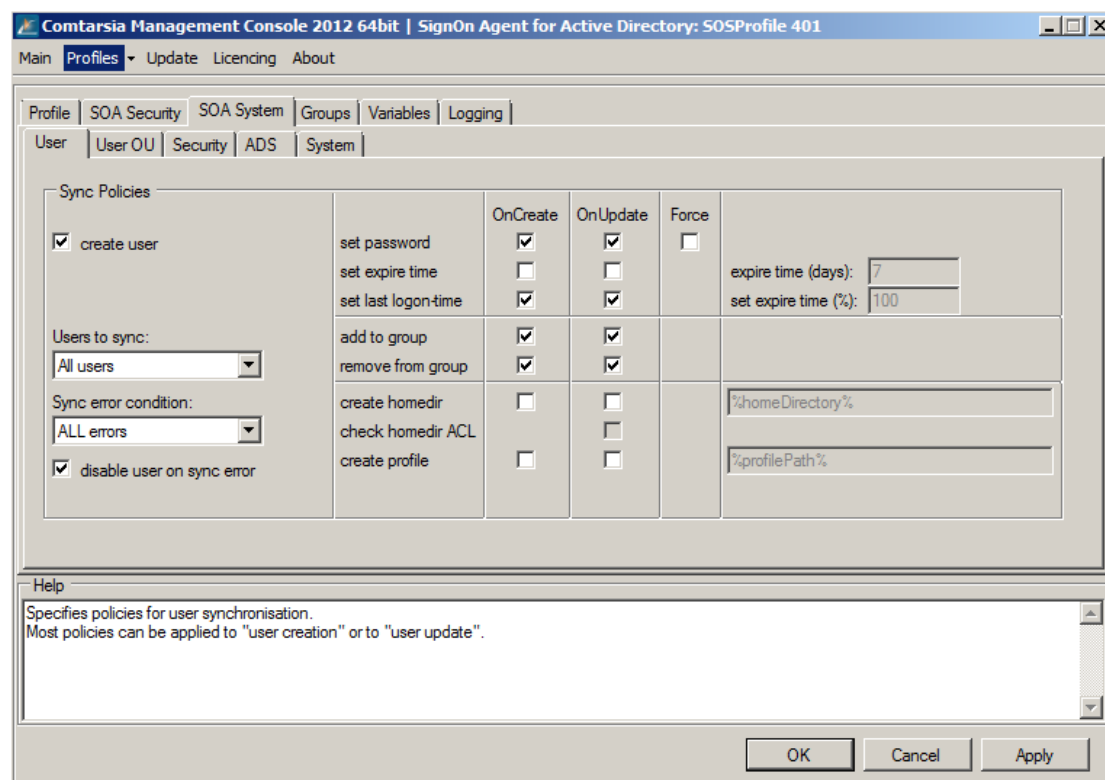 Comtarsia Management Console 2012 64bit | SignOn Agent for Active Directory: SOSProfile 401
Main Profiles Update Licencing About
Profile SOA Security SOA System Groups Variables Logging
User User OU Security ADS System
Sync Policies
OnCreate OnUpdate Force
create user set password
set expire time expire time (days): 7
set last logon-time set expire time (%): 100
Users to sync: add to group
All users remove from group
Sync error condition: create homedir %homeDirectory%
ALL errors check homedir ACL
disable user on sync error create profile %profilePath%
Help
Specifies policies for user synchronisation.
Most policies can be applied to "user creation" or to "user update".
OK Cancel Apply